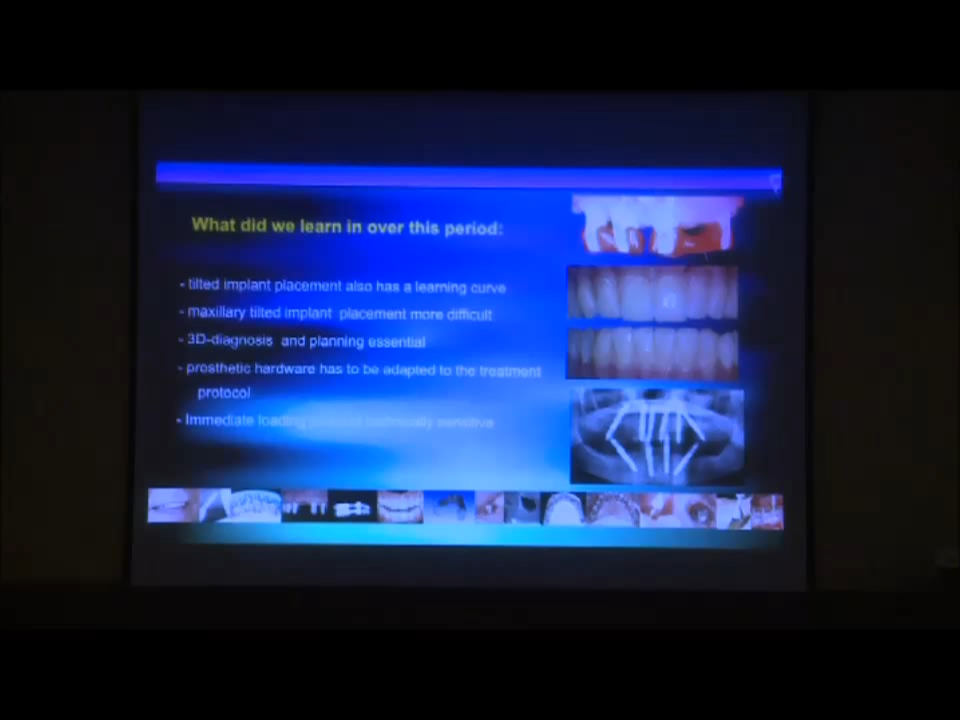 What did we learn in over this period:
- tilted implant placement also has a learning curve
- maxillary tilted implant placement more difficult
- 3D-diagnosis and planning essential
- prosthetic hardware has to be adapted to the treatment
protocol
- Immediate loading technically sensitive